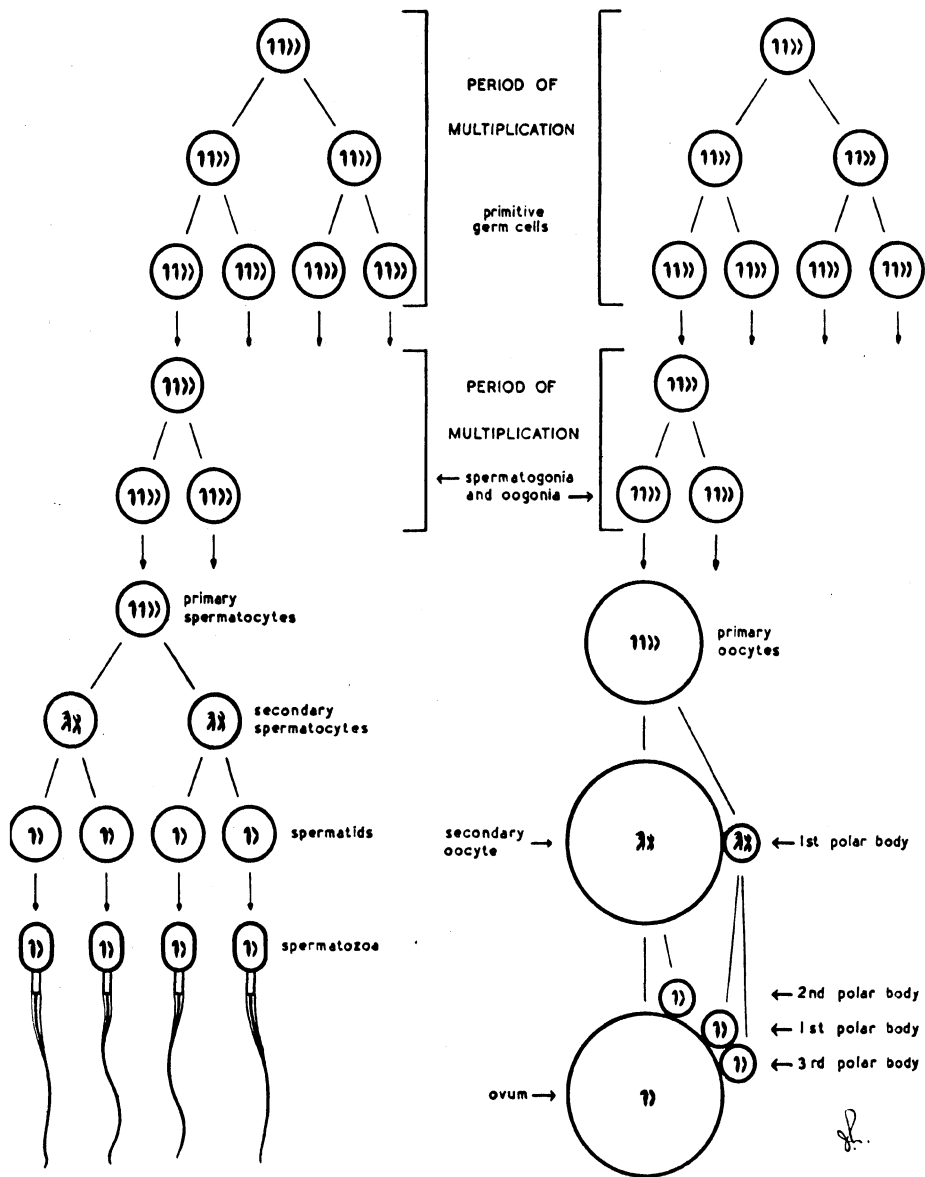 PERIOD OF
MULTIPLICATION
primitive
germ cells
PERIOD OF
MULTIPLICATION
spermatogonia
and oogonia
primary
spermatocytes
primary
oocytes
secondary
spermatocytes
spermatids
secondary
oocyte
1st polar body
spermatozoa
2nd polar body
1st polar body
3rd polar body
ovum